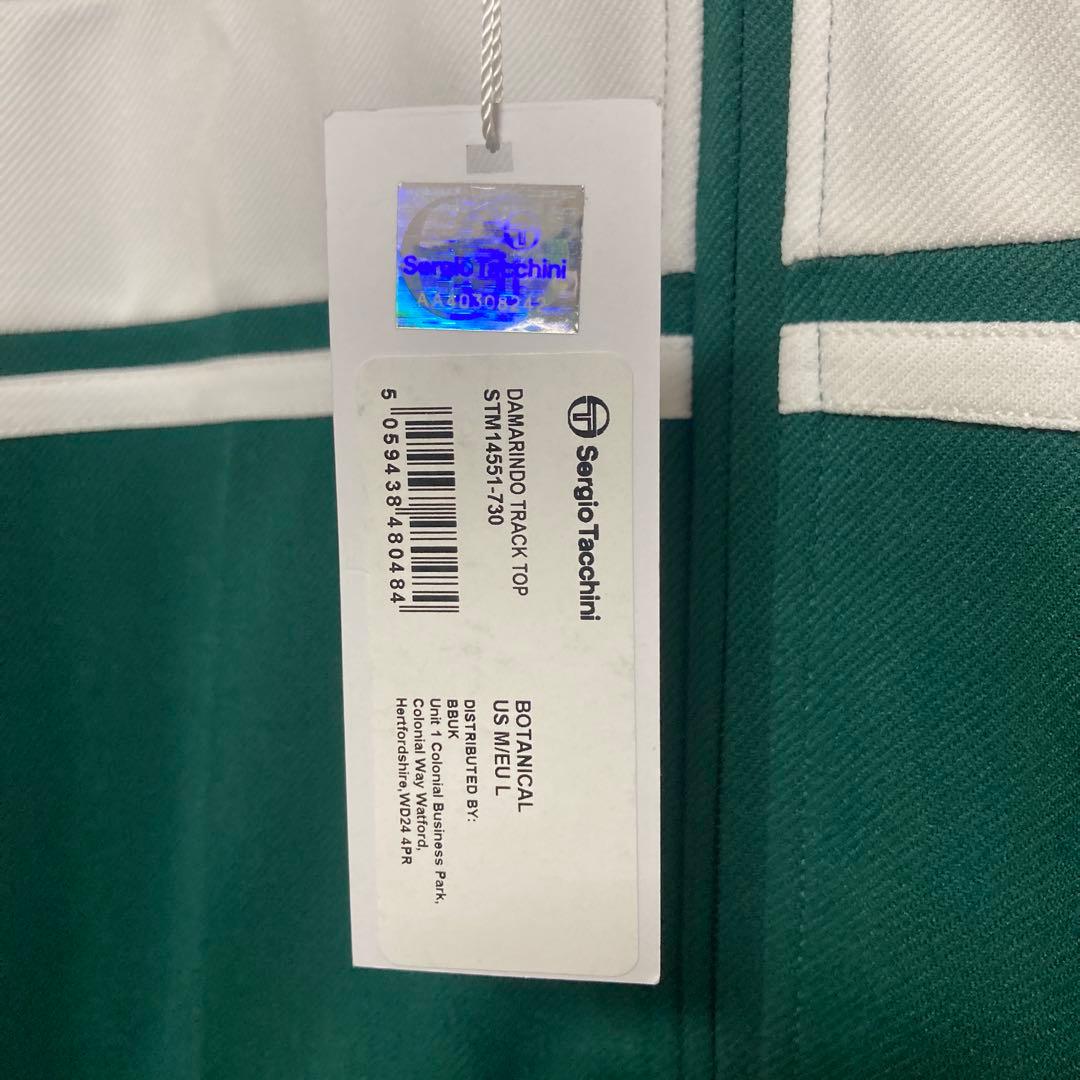 Sergio Tacchini
AA40308242
Sergio Tacchini
DAMARINDO TRACK TOP
STM14551-730
5 059438 480484
BOTANICAL
US M/EU L
DISTRIBUTED BY:
BBUK
Unit 1 Colonial Business Park,
Colonial Way Watford,
Hertfordshire,WD24 4PR